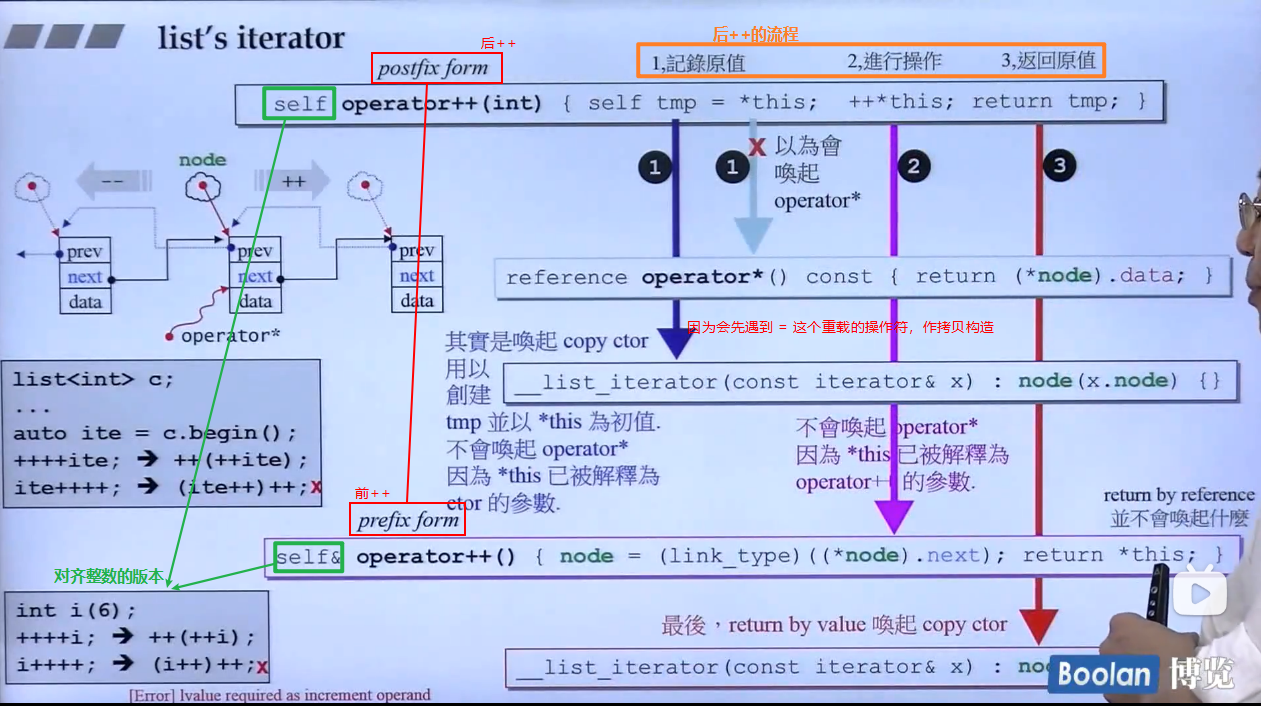 list's iterator
后++
postfix form
后++的流程
1,記錄原值
2,進行操作
3,返回原值
self operator++(int) { self tmp = *this; ++*this; return tmp; }
node
--
++
1
1
X 以為會
喚起
operator*
2
3
prev
next
data
prev
next
data
prev
next
data
operator*
reference operator*() const { return (*node).data; }
因为会先遇到 = 这个重载的操作符，作拷贝构造
其實是喚起 copy ctor
用以
創建
tmp 並以 *this 為初值.
不會喚起 operator*
因為 *this 已被解釋為
ctor 的參數.
__list_iterator(const iterator& x) : node(x.node) {}
不會喚起 operator*
因為 *this 已被解釋為
operator++ 的參數.
list<int> c;
...
auto ite = c.begin();
++++ite; ➔ ++(++ite);
ite++++; ➔ (ite++)++;X
前++
prefix form
return by reference
並不會喚起什麼
self& operator++() { node = (link_type)((*node).next); return *this; }
对齐整数的版本
int i(6);
++++i; ➔ ++(++i);
i++++; ➔ (i++)++;X
[Error] lvalue required as increment operand
最後，return by value 喚起 copy ctor
__list_iterator(const iterator& x) :
Boolan 博览